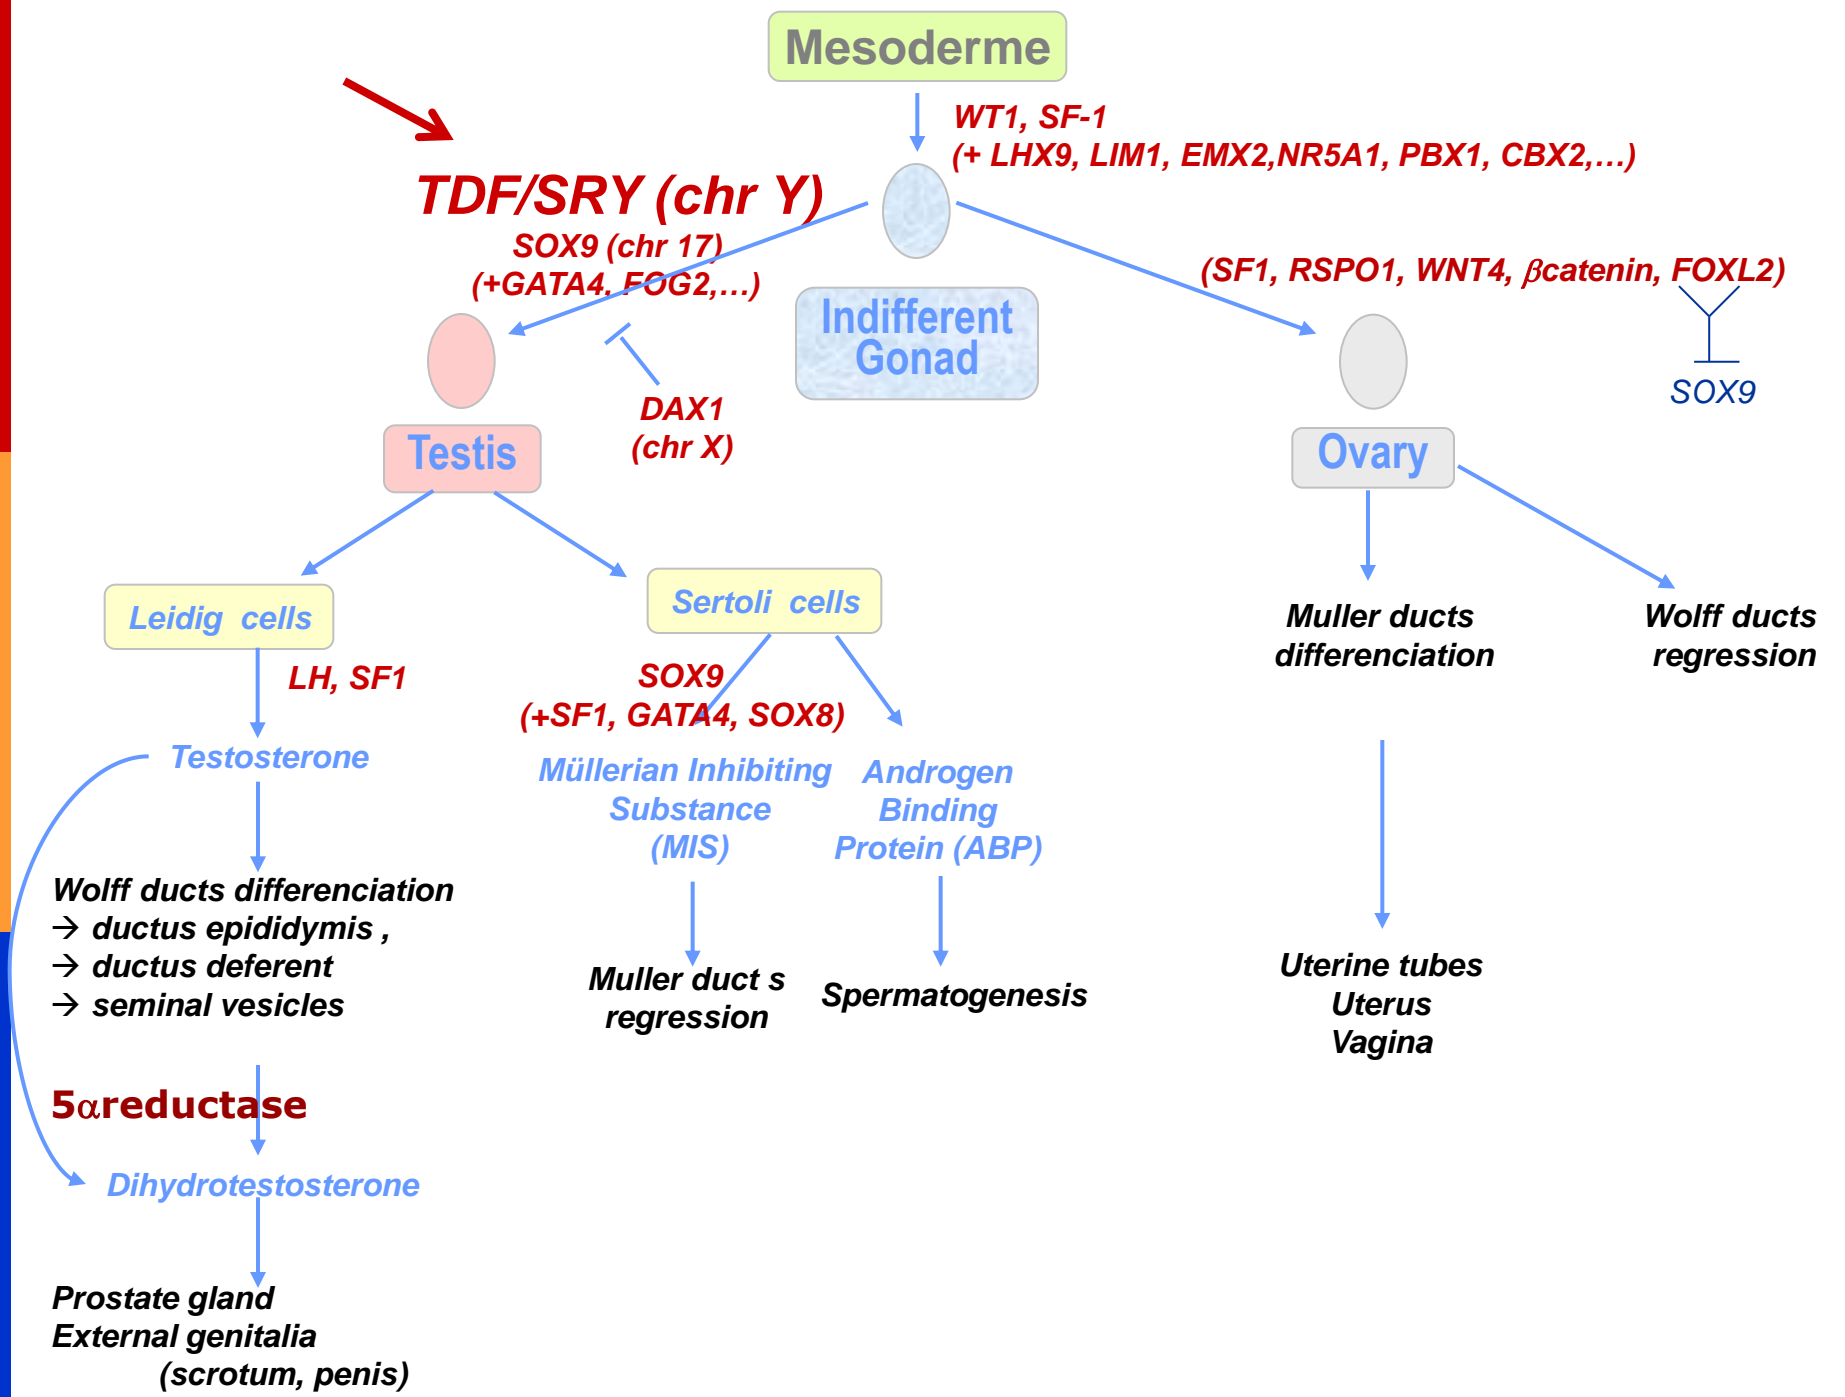 Mesoderme
WT1, SF-1
(+ LHX9, LIM1, EMX2,NR5A1, PBX1, CBX2,…)
TDF/SRY (chr Y)
SOX9 (chr 17)
(+GATA4, FOG2,…)
(SF1, RSPO1, WNT4, βcatenin, FOXL2)
Indifferent
Gonad
SOX9
DAX1
(chr X)
Testis
Ovary
Leidig cells
Sertoli cells
Muller ducts
differenciation
Wolff ducts
regression
LH, SF1
SOX9
(+SF1, GATA4, SOX8)
Testosterone
Müllerian Inhibiting
Substance
(MIS)
Androgen
Binding
Protein (ABP)
Wolff ducts differenciation
→ ductus epididymis ,
→ ductus deferent
→ seminal vesicles
Muller duct s
regression
Spermatogenesis
Uterine tubes
Uterus
Vagina
5αreductase
Dihydrotestosterone
Prostate gland
External genitalia
(scrotum, penis)